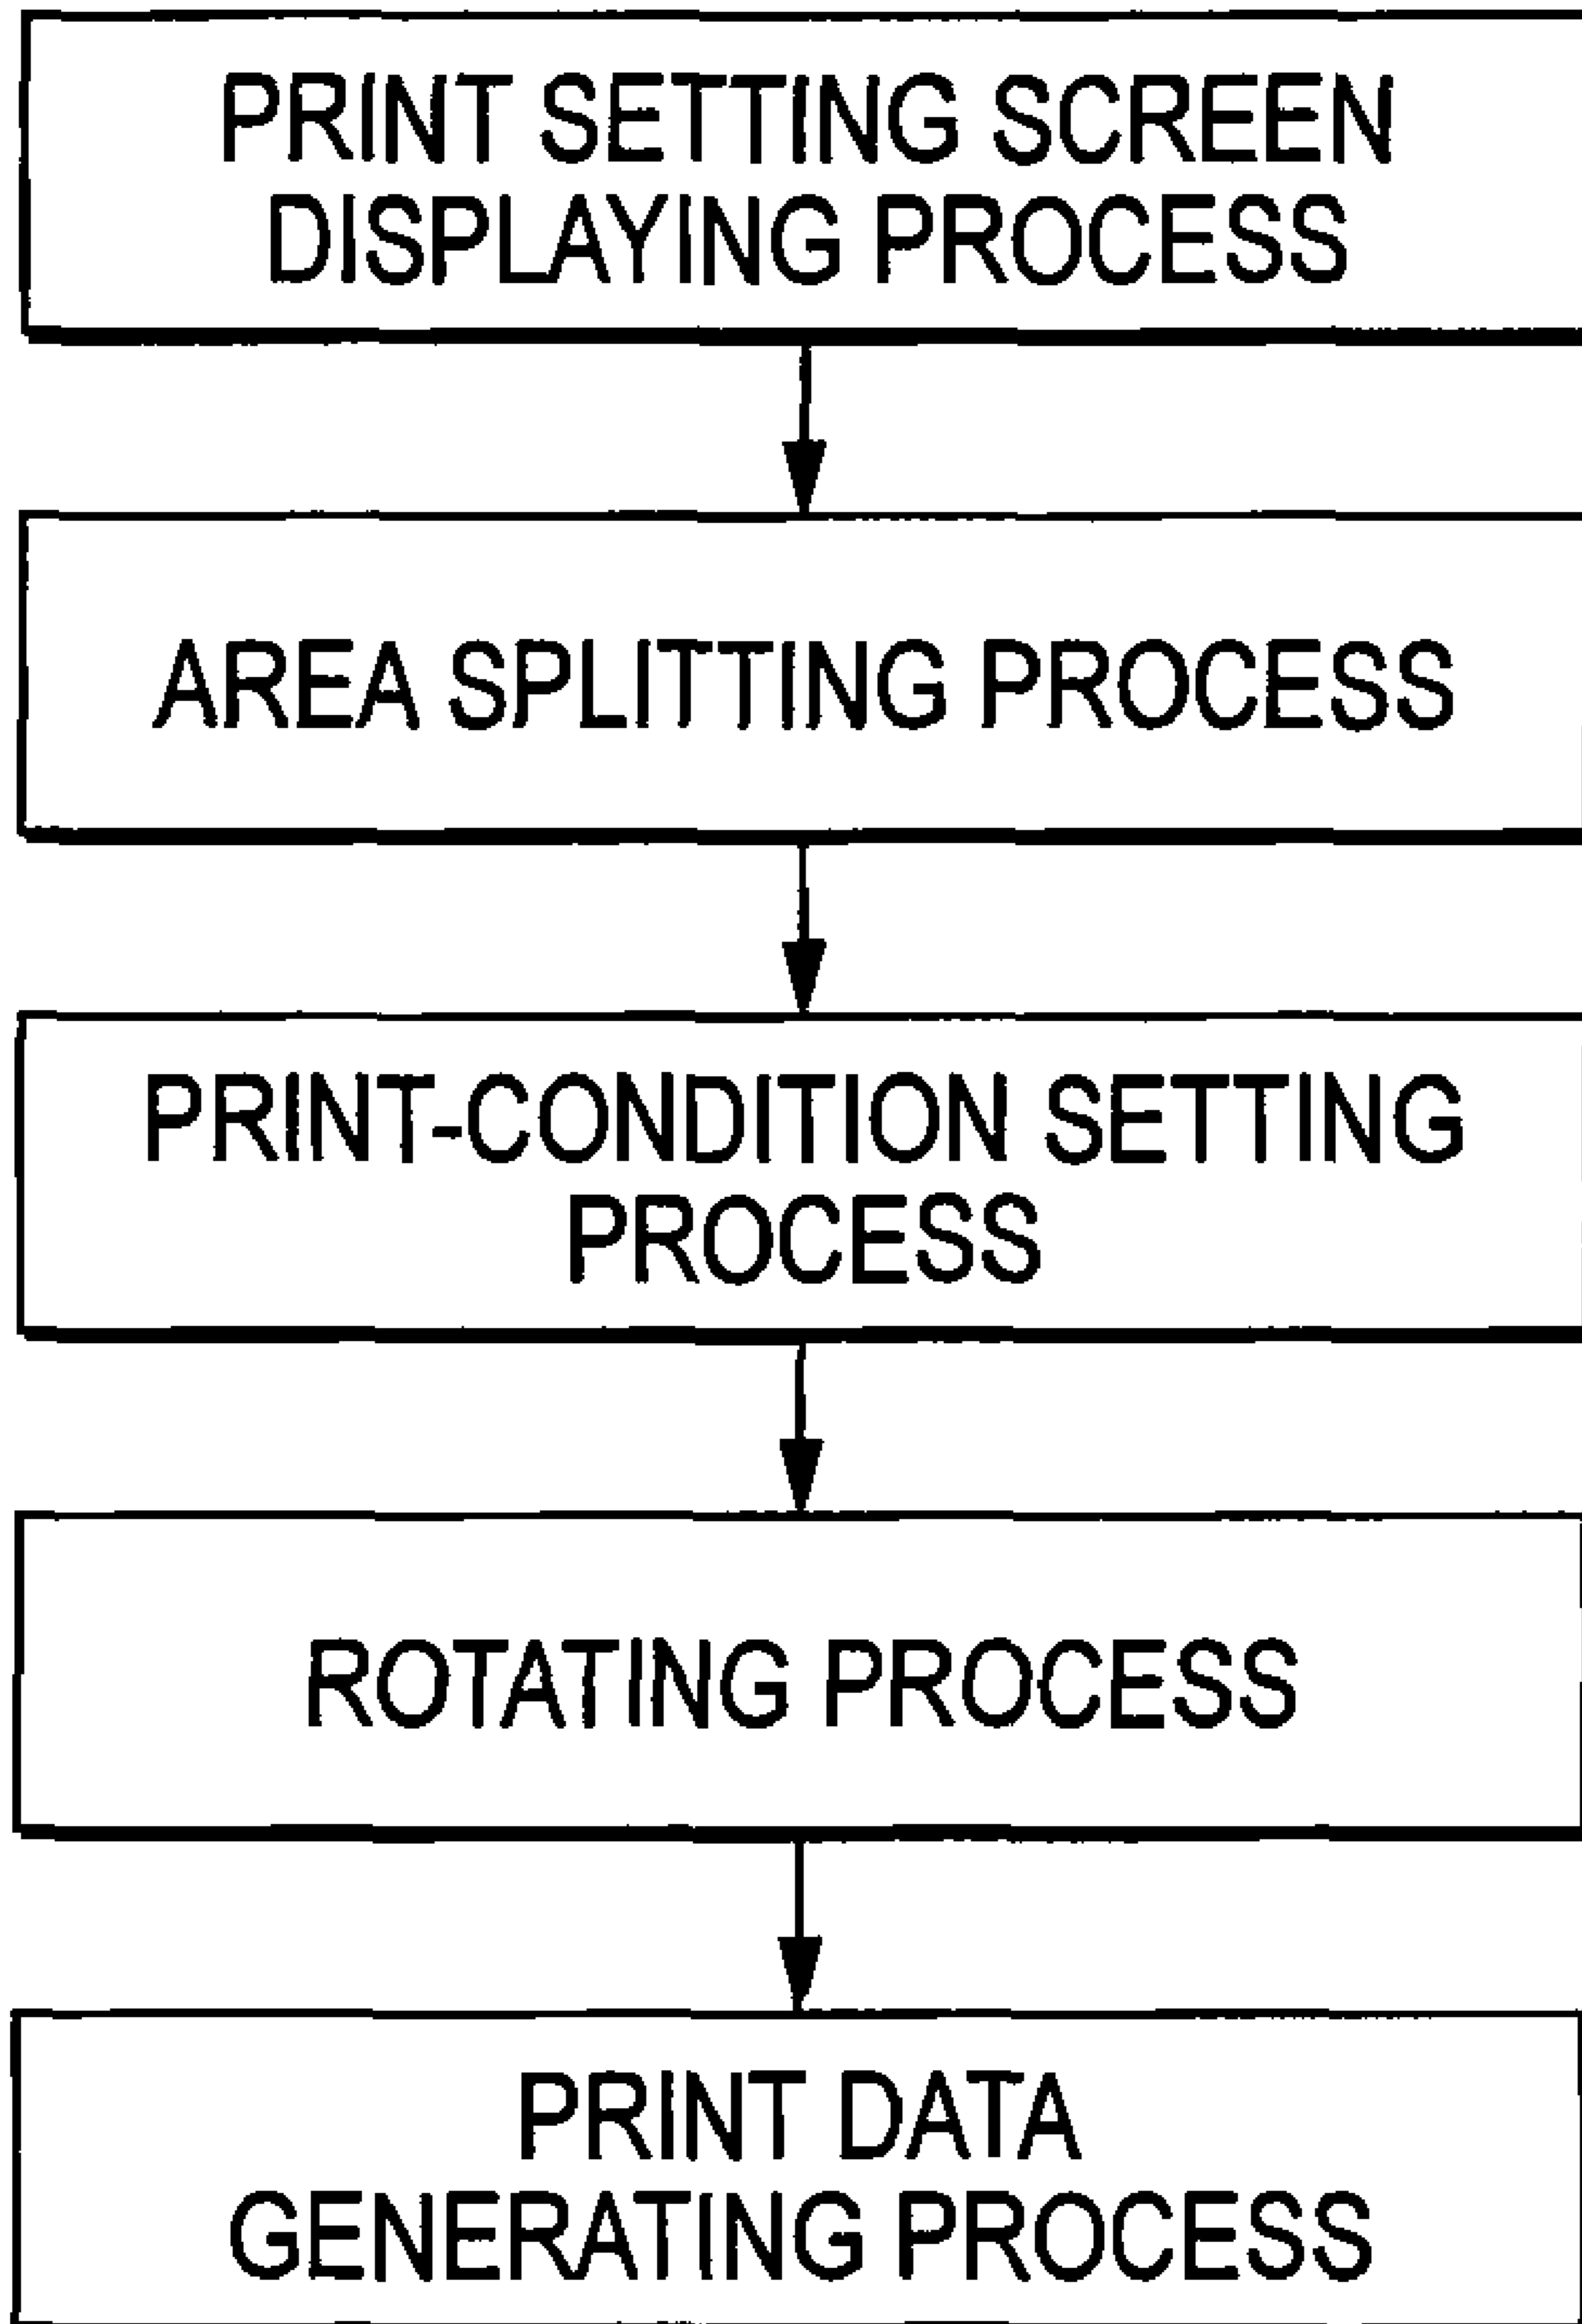 PRINT SETTING SCREEN
DISPLAYING PROCESS
AREA SPLITTING PROCESS
PRINT-CONDITION SETTING
PROCESS
ROTATING PROCESS
PRINT DATA
GENERATING PROCESS